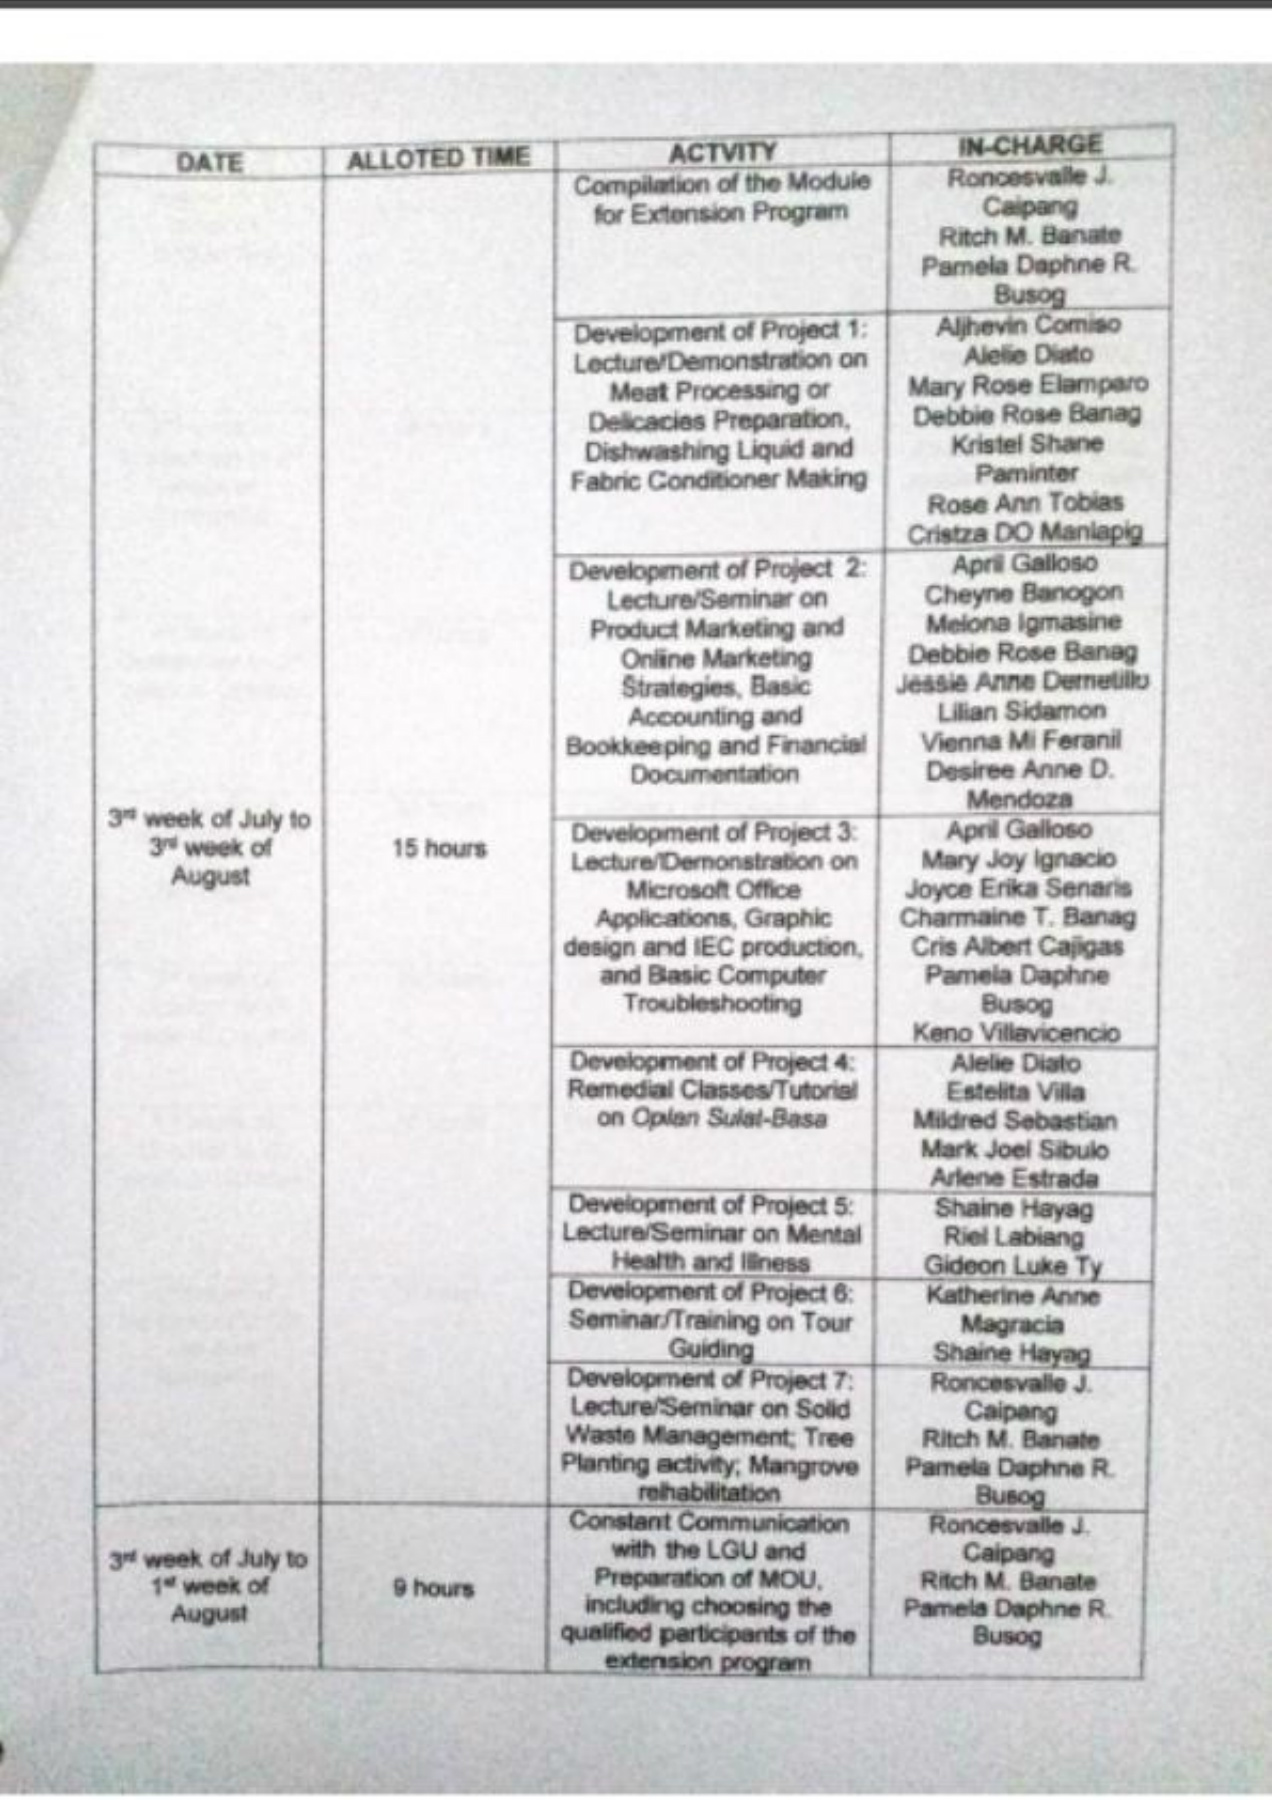 DATE
ALLOTED TIME
ACTVITY
IN-CHARGE
3rd week of July to
3rd week of
August
15 hours
Compilation of the Module
for Extension Program
Roncesvalle J.
Caipang
Ritch M. Banate
Pamela Daphne R.
Busog
Development of Project 1:
Lecture/Demonstration on
Meat Processing or
Delicacies Preparation,
Dishwashing Liquid and
Fabric Conditioner Making
Aljhevin Comiso
Alelie Diato
Mary Rose Elamparo
Debbie Rose Banag
Kristel Shane
Paminter
Rose Ann Tobias
Cristza DO Manlapig
Development of Project 2:
Lecture/Seminar on
Product Marketing and
Online Marketing
Strategies, Basic
Accounting and
Bookkeeping and Financial
Documentation
April Galloso
Cheyne Banogon
Melona Igmasine
Debbie Rose Banag
Jessie Anne Demetillo
Lilian Sidamon
Vienna Mi Feranil
Desiree Anne D.
Mendoza
Development of Project 3:
Lecture/Demonstration on
Microsoft Office
Applications, Graphic
design and IEC production,
and Basic Computer
Troubleshooting
April Galloso
Mary Joy Ignacio
Joyce Erika Senaris
Charmaine T. Banag
Cris Albert Cajigas
Pamela Daphne
Busog
Keno Villavicencio
Development of Project 4:
Remedial Classes/Tutorial
on Oplan Sulat-Basa
Alelie Diato
Estelita Villa
Mildred Sebastian
Mark Joel Sibulo
Arlene Estrada
Development of Project 5:
Lecture/Seminar on Mental
Health and Illness
Shaine Hayag
Riel Labiang
Gideon Luke Ty
Development of Project 6:
Seminar/Training on Tour
Guiding
Katherine Anne
Magracia
Shaine Hayag
Development of Project 7:
Lecture/Seminar on Solid
Waste Management; Tree
Planting activity; Mangrove
reihabilitation
Roncesvalle J.
Caipang
Ritch M. Banate
Pamela Daphne R.
Busog
3rd week of July to
1st week of
August
9 hours
Constant Communication
with the LGU and
Preparation of MOU,
including choosing the
qualified participants of the
extension program
Roncesvalle J.
Caipang
Ritch M. Banate
Pamela Daphne R.
Busog